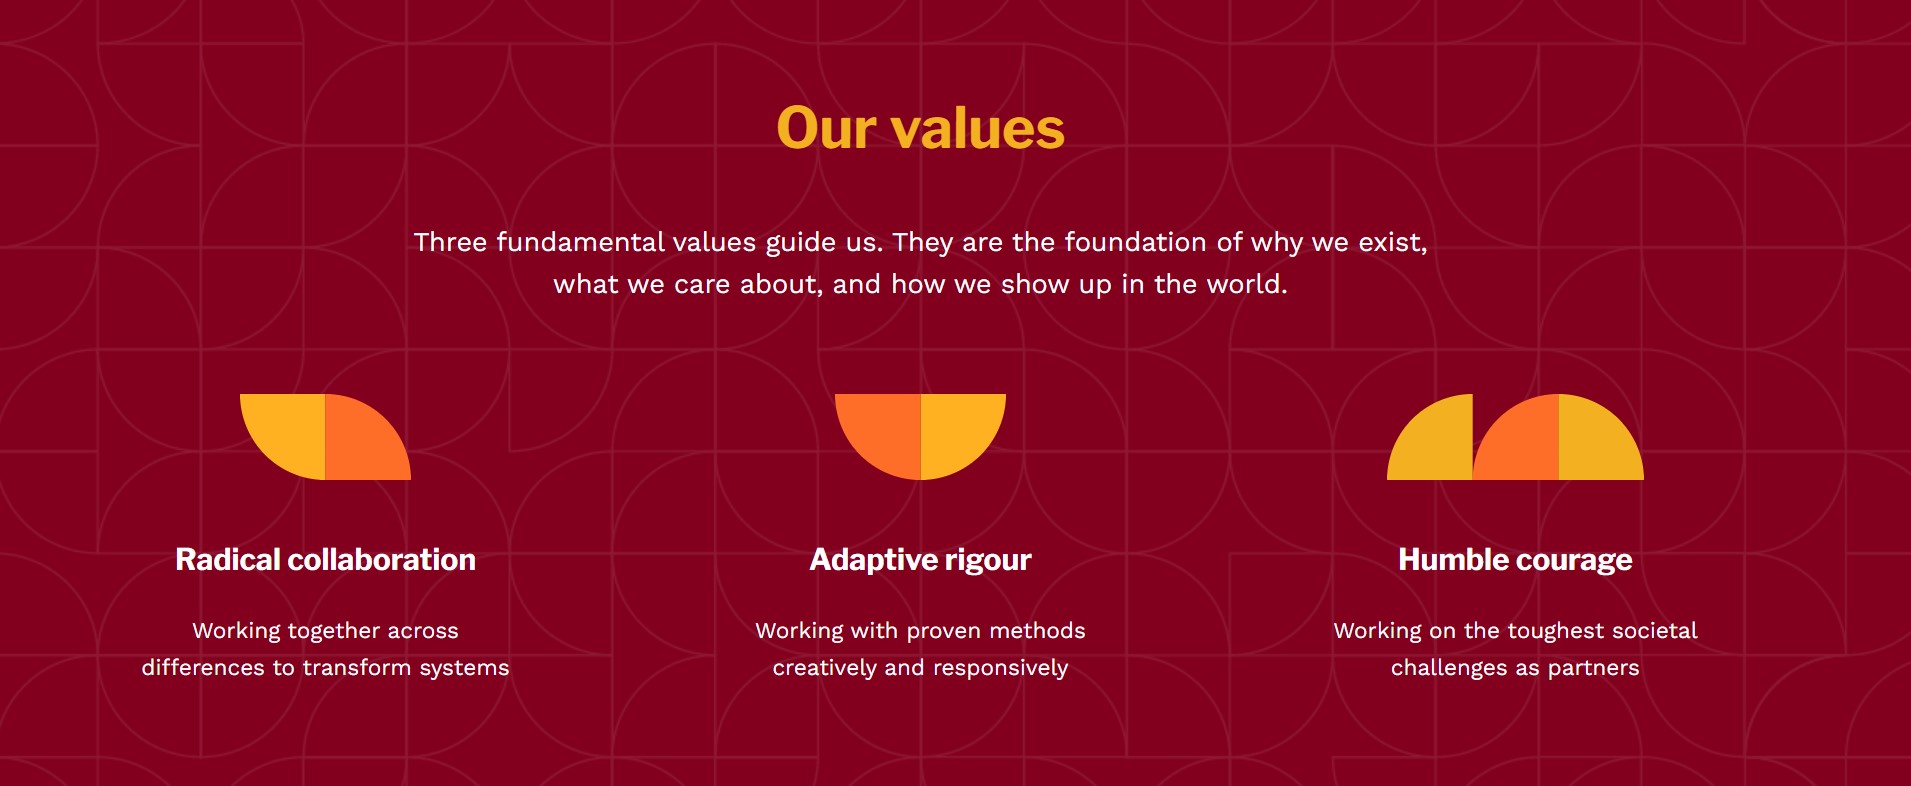 Our values
Three fundamental values guide us. They are the foundation of why we exist,
what we care about, and how we show up in the world.
Radical collaboration
Working together across
differences to transform systems
Adaptive rigour
Working with proven methods
creatively and responsively
Humble courage
Working on the toughest societal
challenges as partners